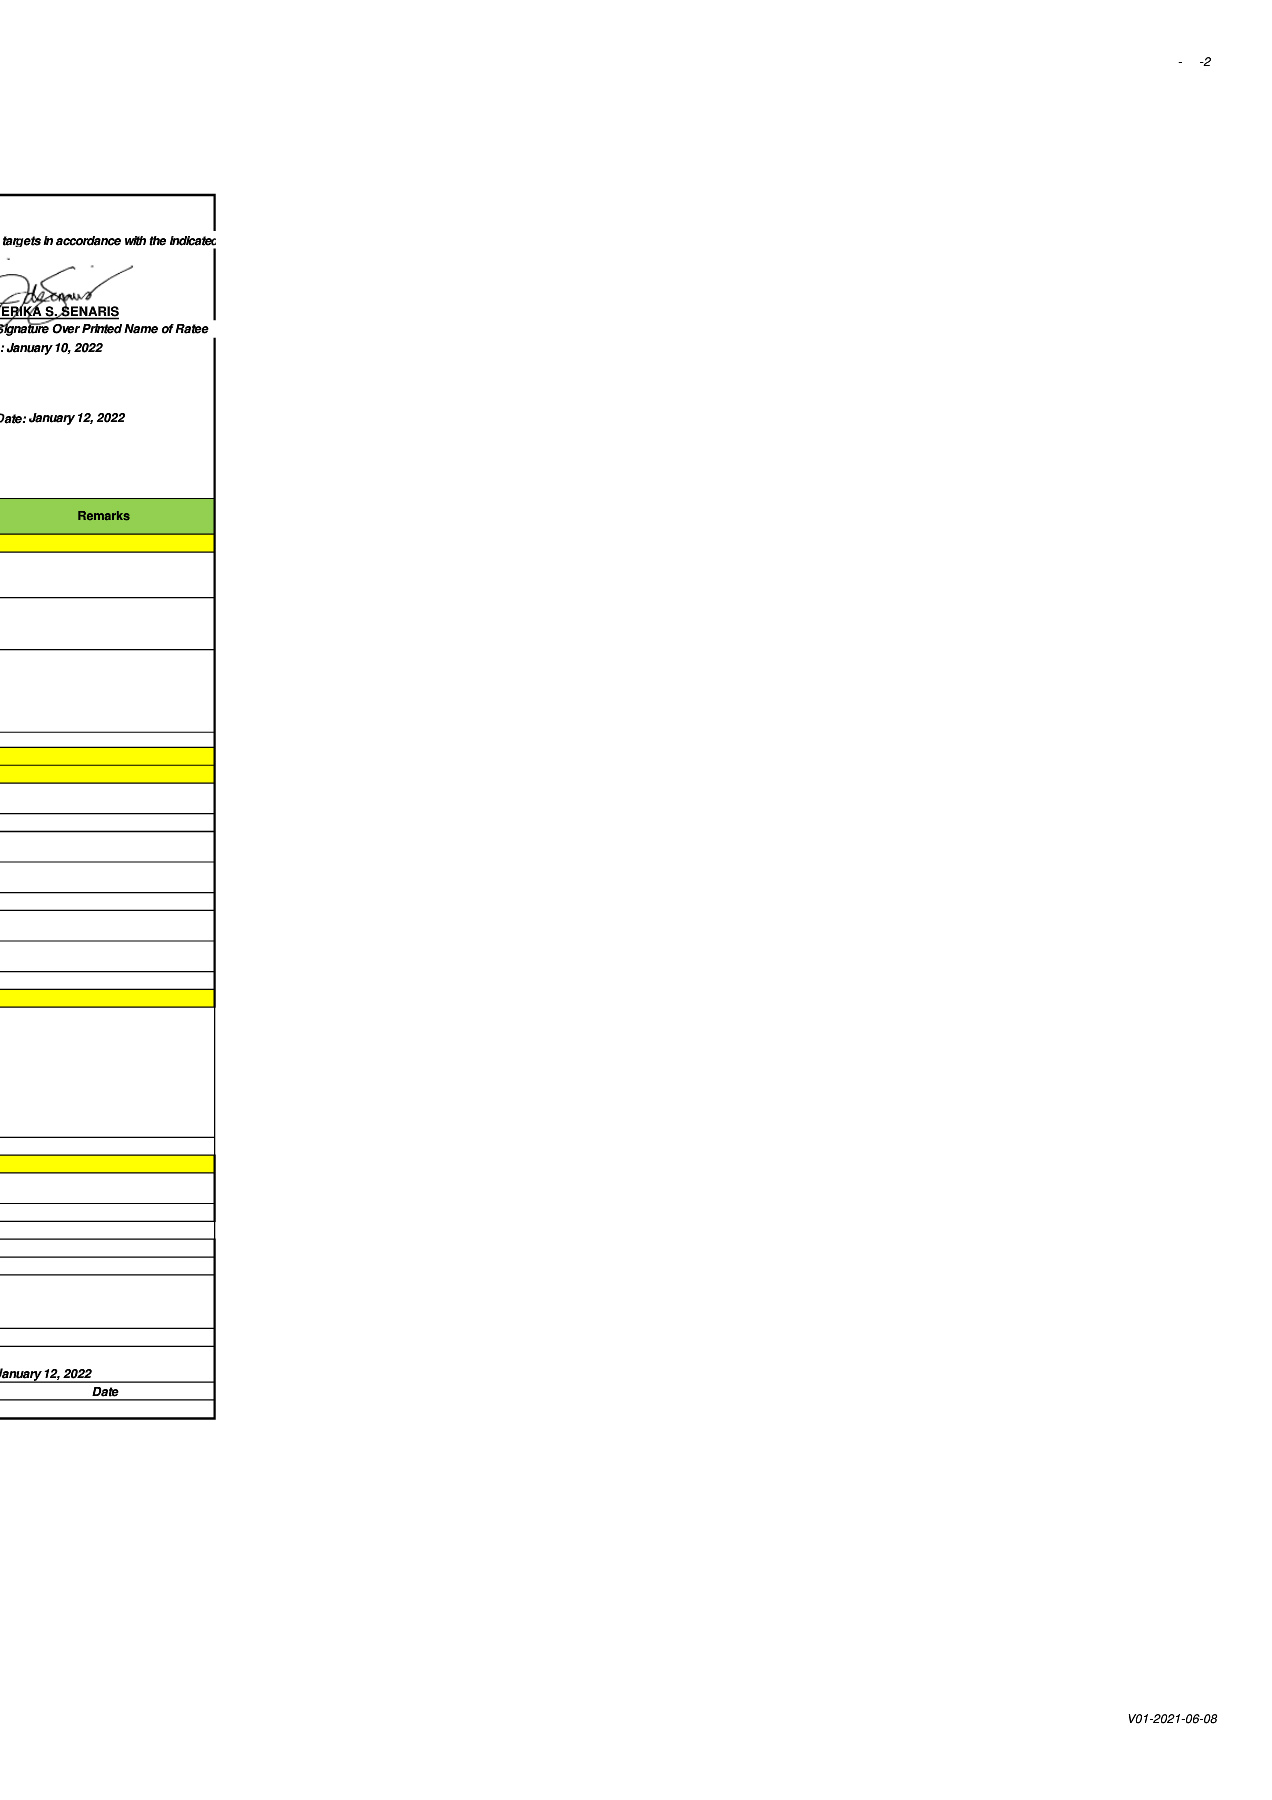 - -2
targets in accordance with the indicated
ERIKA S. SENARIS
Signature Over Printed Name of Ratee
: January 10, 2022
Date: January 12, 2022
Remarks
January 12, 2022
Date
V01-2021-06-08